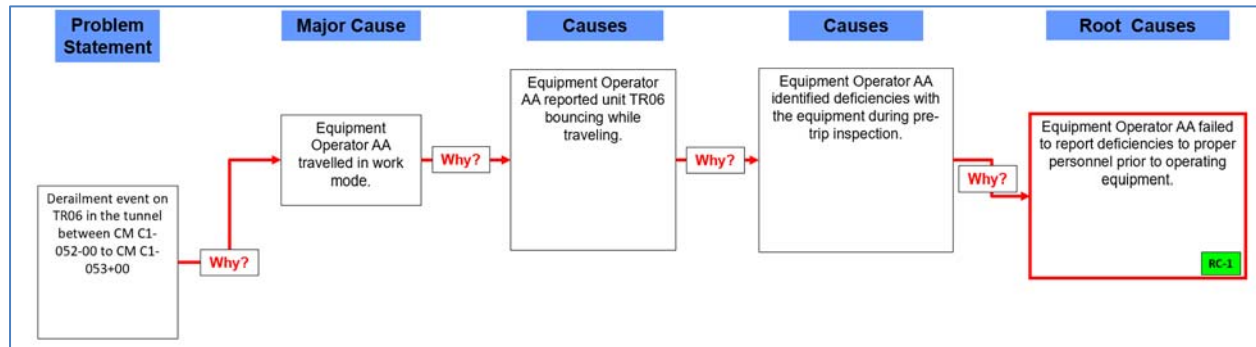 Problem
Statement
Major Cause
Causes
Causes
Root Causes
Derailment event on
TR06 in the tunnel
between CM C1-
052-00 to CM C1-
053+00
Why?
Equipment
Operator AA
travelled in work
mode.
Why?
Equipment Operator
AA reported unit TR06
bouncing while
traveling.
Why?
Equipment Operator AA
identified deficiencies with
the equipment during pre-
trip inspection.
Why?
Equipment Operator AA failed
to report deficiencies to proper
personnel prior to operating
equipment.
RC-1